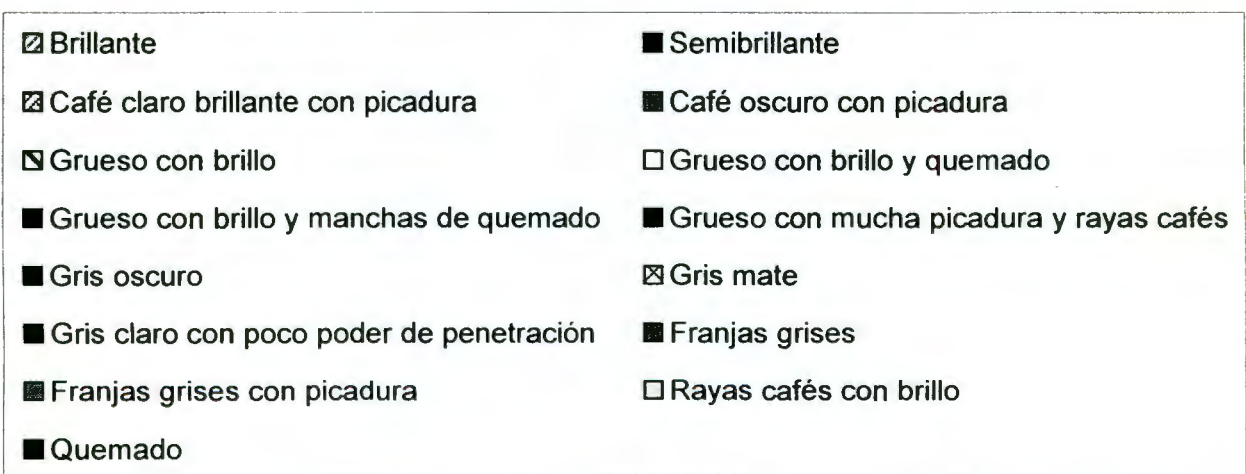 Brillante
Semibrillante
Café claro brillante con picadura
Café oscuro con picadura
Grueso con brillo
Grueso con brillo y quemado
Grueso con brillo y manchas de quemado
Grueso con mucha picadura y rayas cafés
Gris oscuro
Gris mate
Gris claro con poco poder de penetración
Franjas grises
Franjas grises con picadura
Rayas cafés con brillo
Quemado